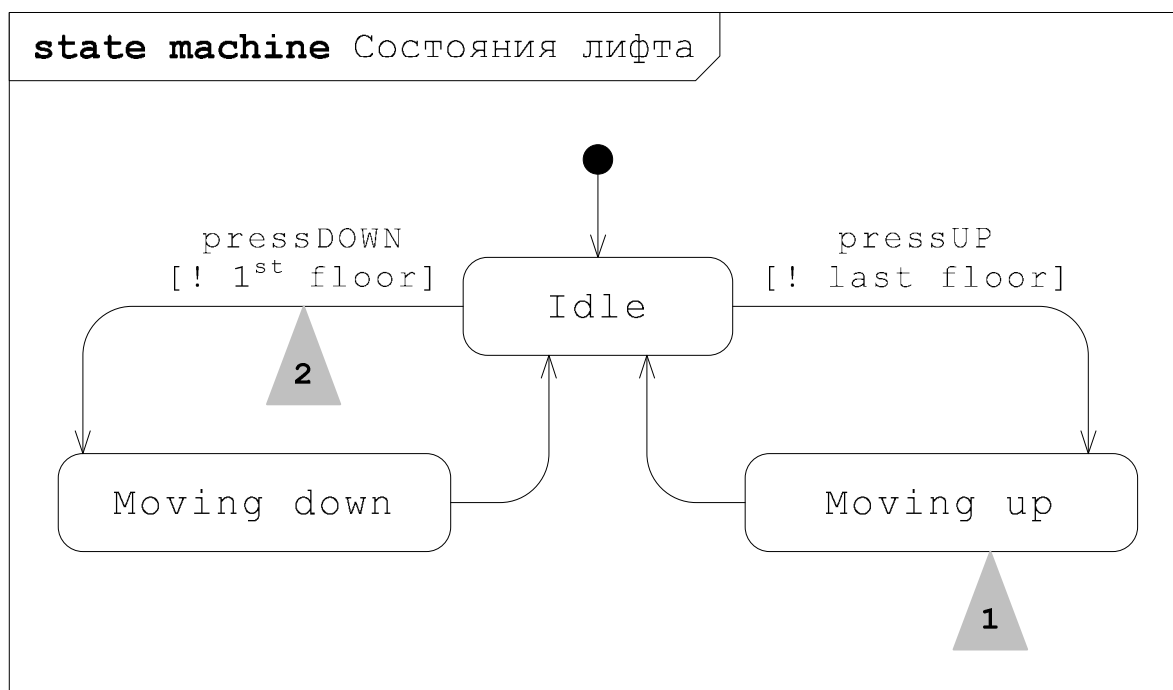 state machine Состояния лифта
pressDOWN
[! 1st floor]
pressUP
[! last floor]
Idle
2
Moving down
Moving up
1